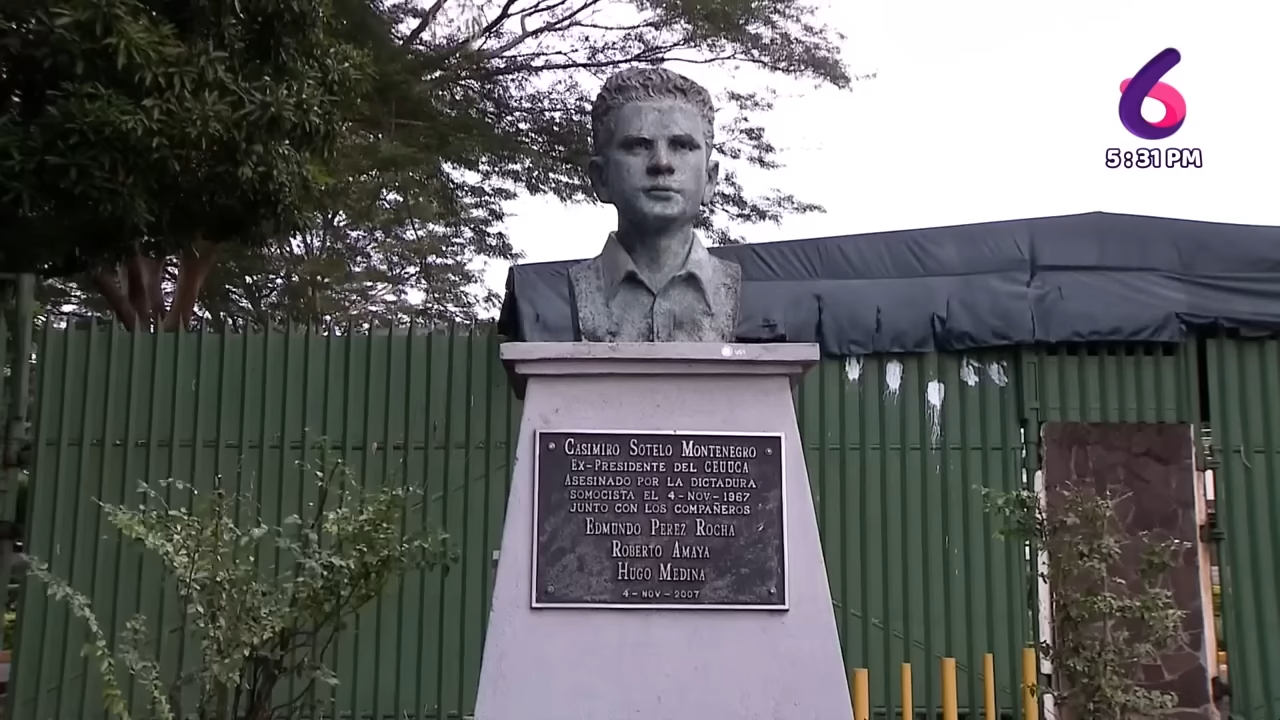 6
5:31 PM
CASIMIRO SOTELO MONTENEGRO
EX-PRESIDENTE DEL CEUUCA
ASESINADO POR LA DICTADURA
SOMOCISTA EL 4-NOV-1967
JUNTO CON LOS COMPAÑEROS
EDMUNDO PEREZ ROCHA
ROBERTO AMAYA
HUGO MEDINA
4-NOV-2007